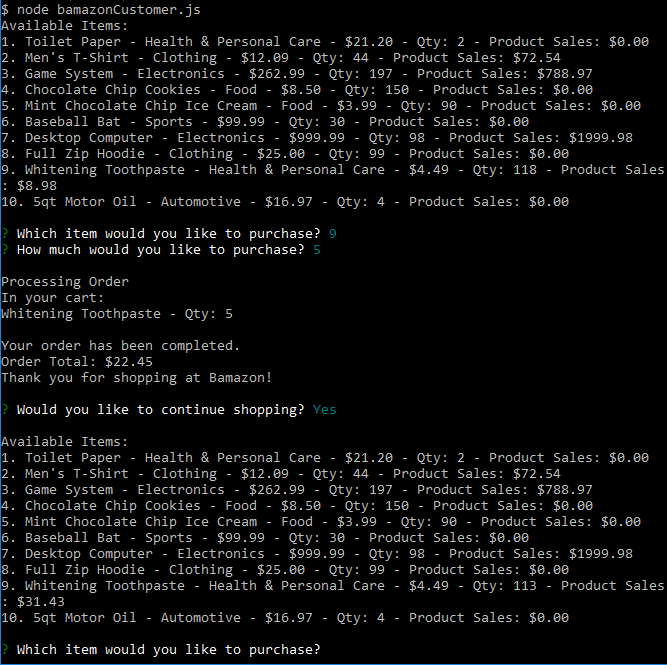 $ node bamazonCustomer.js
Available Items:
1. Toilet Paper - Health & Personal Care - $21.20 - Qty: 2 - Product Sales: $0.00
2. Men's T-Shirt - Clothing - $12.09 - Qty: 44 - Product Sales: $72.54
3. Game System - Electronics - $262.99 - Qty: 197 - Product Sales: $788.97
4. Chocolate Chip Cookies - Food - $8.50 - Qty: 150 - Product Sales: $0.00
5. Mint Chocolate Chip Ice Cream - Food - $3.99 - Qty: 90 - Product Sales: $0.00
6. Baseball Bat - Sports - $99.99 - Qty: 30 - Product Sales: $0.00
7. Desktop Computer - Electronics - $999.99 - Qty: 98 - Product Sales: $1999.98
8. Full Zip Hoodie - Clothing - $25.00 - Qty: 99 - Product Sales: $0.00
9. Whitening Toothpaste - Health & Personal Care - $4.49 - Qty: 118 - Product Sales
: $8.98
10. 5qt Motor Oil - Automotive - $16.97 - Qty: 4 - Product Sales: $0.00
? Which item would you like to purchase? 9
? How much would you like to purchase? 5
Processing Order
In your cart:
Whitening Toothpaste - Qty: 5
Your order has been completed.
Order Total: $22.45
Thank you for shopping at Bamazon!
? Would you like to continue shopping? Yes
Available Items:
1. Toilet Paper - Health & Personal Care - $21.20 - Qty: 2 - Product Sales: $0.00
2. Men's T-Shirt - Clothing - $12.09 - Qty: 44 - Product Sales: $72.54
3. Game System - Electronics - $262.99 - Qty: 197 - Product Sales: $788.97
4. Chocolate Chip Cookies - Food - $8.50 - Qty: 150 - Product Sales: $0.00
5. Mint Chocolate Chip Ice Cream - Food - $3.99 - Qty: 90 - Product Sales: $0.00
6. Baseball Bat - Sports - $99.99 - Qty: 30 - Product Sales: $0.00
7. Desktop Computer - Electronics - $999.99 - Qty: 98 - Product Sales: $1999.98
8. Full Zip Hoodie - Clothing - $25.00 - Qty: 99 - Product Sales: $0.00
9. Whitening Toothpaste - Health & Personal Care - $4.49 - Qty: 113 - Product Sales
: $31.43
10. 5qt Motor Oil - Automotive - $16.97 - Qty: 4 - Product Sales: $0.00
? Which item would you like to purchase?